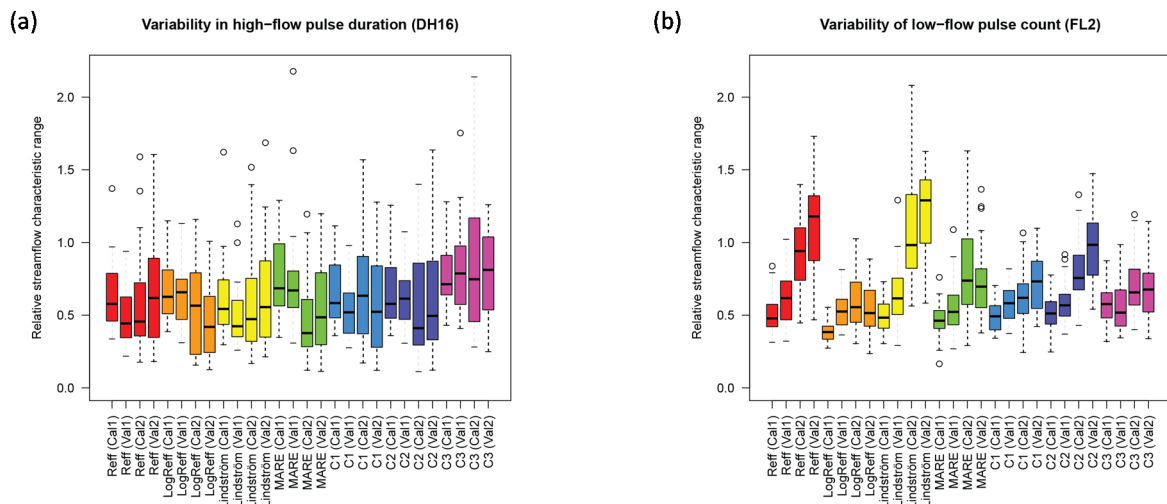 (a)
Variability in high−flow pulse duration (DH16)
Relative streamflow characteristic range
2.0
1.5
1.0
0.5
0.0
Reff (Cal1)
Reff (Val1)
Reff (Cal2)
Reff (Val2)
LogReff (Cal1)
LogReff (Val1)
LogReff (Cal2)
LogReff (Val2)
Lindström (Cal1)
Lindström (Val1)
Lindström (Cal2)
Lindström (Val2)
MARE (Cal1)
MARE (Val1)
MARE (Cal2)
MARE (Val2)
C1 (Cal1)
C1 (Val1)
C1 (Cal2)
C1 (Val2)
C2 (Cal1)
C2 (Val1)
C2 (Cal2)
C2 (Val2)
C3 (Cal1)
C3 (Val1)
C3 (Cal2)
C3 (Val2)
(b)
Variability of low−flow pulse count (FL2)
Relative streamflow characteristic range
2.0
1.5
1.0
0.5
0.0
Reff (Cal1)
Reff (Val1)
Reff (Cal2)
Reff (Val2)
LogReff (Cal1)
LogReff (Val1)
LogReff (Cal2)
LogReff (Val2)
Lindström (Cal1)
Lindström (Val1)
Lindström (Cal2)
Lindström (Val2)
MARE (Cal1)
MARE (Val1)
MARE (Cal2)
MARE (Val2)
C1 (Cal1)
C1 (Val1)
C1 (Cal2)
C1 (Val2)
C2 (Cal1)
C2 (Val1)
C2 (Cal2)
C2 (Val2)
C3 (Cal1)
C3 (Val1)
C3 (Cal2)
C3 (Val2)